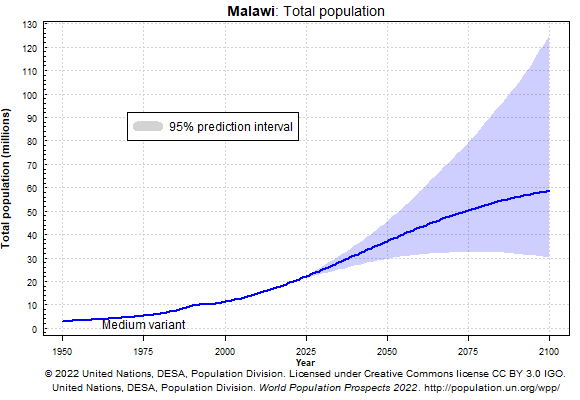 Malawi: Total population
Total population (millions)
130
120
110
100
90
80
70
60
50
40
30
20
10
0
95% prediction interval
Medium variant
1950 1975 2000 2025 2050 2075 2100
Year
© 2022 United Nations, DESA, Population Division. Licensed under Creative Commons license CC BY 3.0 IGO.
United Nations, DESA, Population Division. World Population Prospects 2022. http://population.un.org/wpp/